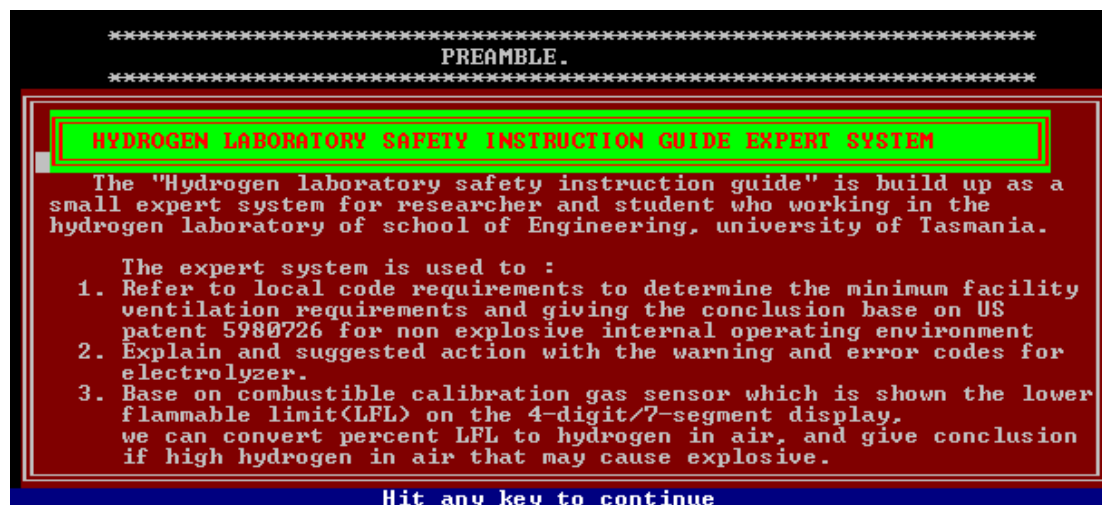 ****************************************************************
PREAMBLE.
****************************************************************
HYDROGEN LABORATORY SAFETY INSTRUCTION GUIDE EXPERT SYSTEM
The "Hydrogen laboratory safety instruction guide" is build up as a
small expert system for researcher and student who working in the
hydrogen laboratory of school of Engineering, university of Tasmania.
The expert system is used to :
1. Refer to local code requirements to determine the minimum facility
ventilation requirements and giving the conclusion base on US
patent 5980726 for non explosive internal operating environment
2. Explain and suggested action with the warning and error codes for
electrolyzer.
3. Base on combustible calibration gas sensor which is shown the lower
flammable limit(LFL) on the 4-digit/7-segment display,
we can convert percent LFL to hydrogen in air, and give conclusion
if high hydrogen in air that may cause explosive.
Hit any key to continue